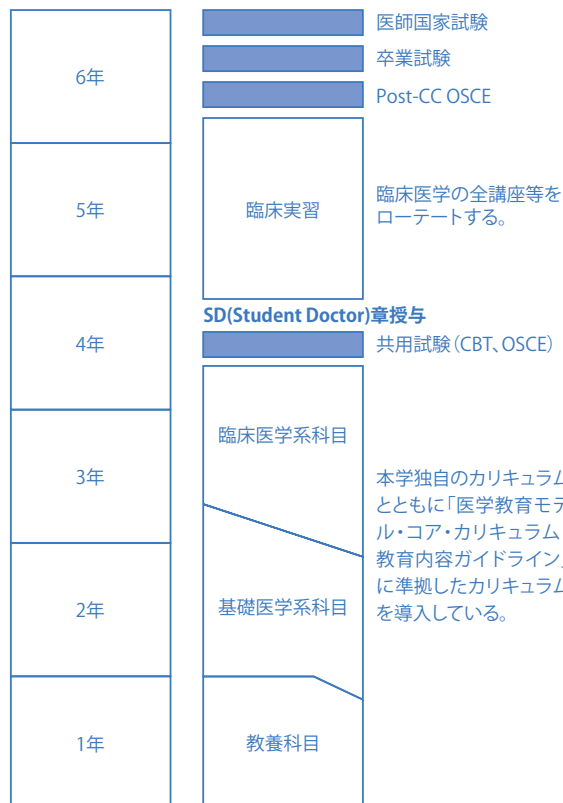 医師国家試験
卒業試験
6年
Post-CC OSCE
5年
臨床実習
臨床医学の全講座等を
ローテートする。
SD(Student Doctor)章授与
4年
共用試験(CBT、OSCE)
臨床医学系科目
3年
本学独自のカリキュラム
とともに「医学教育モデ
ル・コア・カリキュラム
教育内容ガイドライン」
に準拠したカリキュラム
を導入している。
2年
基礎医学系科目
1年
教養科目